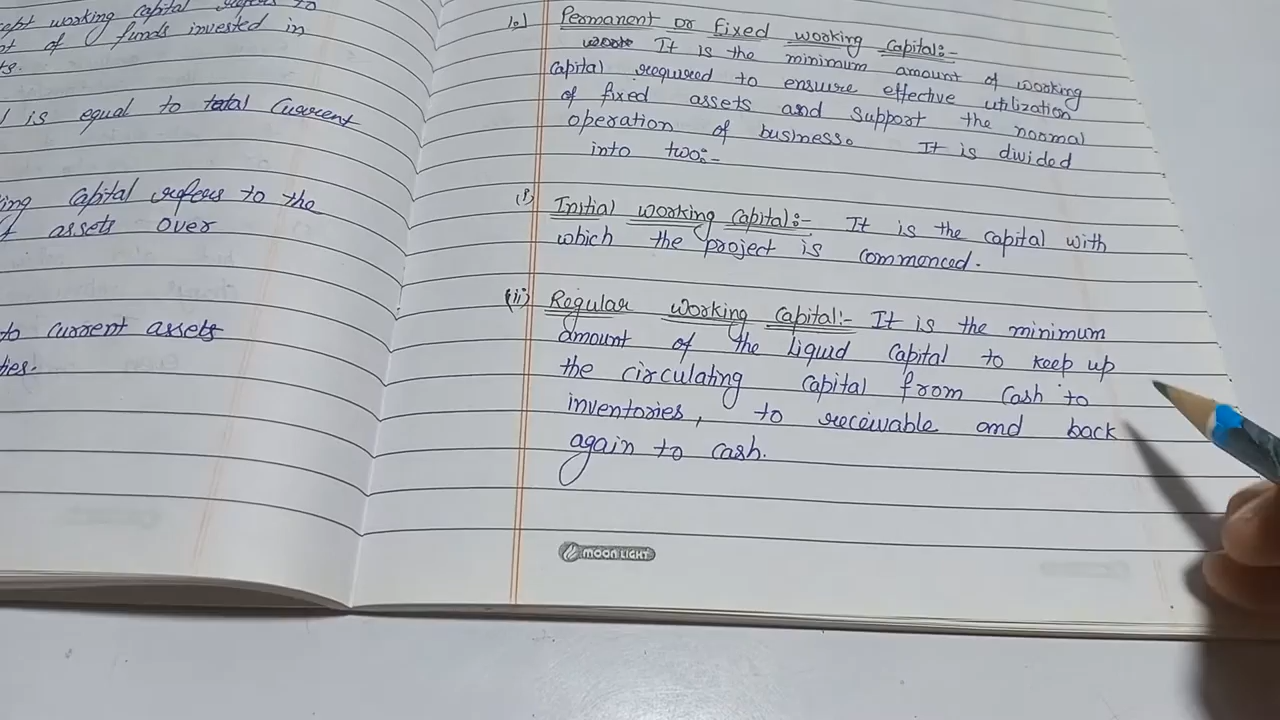 working capital refers to
of funds invested in
is equal to total Current
Capital refers to the
assets over
to current assets
Permanent or fixed working Capital:-
It is the minimum amount of working
Capital required to ensure effective utilization
of fixed assets and support the normal
operation of business. It is divided
into two:-
(i) Initial working Capital:- It is the capital with
which the project is commenced.
(ii) Regular working Capital:- It is the minimum
amount of the Liquid Capital to keep up
the circulating capital from Cash to
inventories, to receivable and back
again to cash.
MOONLIGHT